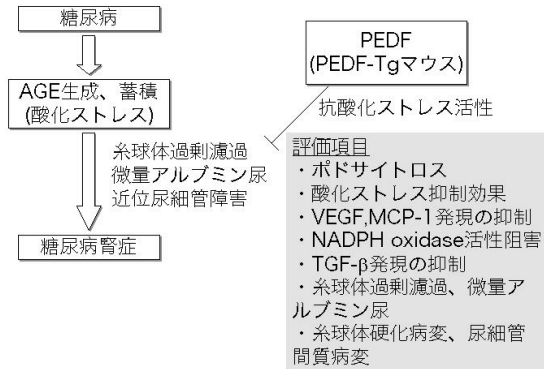 糖尿病
AGE生成、蓄積
(酸化ストレス)
糸球体過剰濾過
微量アルブミン尿
近位尿細管障害
糖尿病腎症
PEDF
(PEDF-Tgマウス)
抗酸化ストレス活性
評価項目
・ポドサイトロス
・酸化ストレス抑制効果
・VEGF,MCP-1発現の抑制
・NADPH oxidase活性阻害
・TGF-β発現の抑制
・糸球体過剰濾過、微量ア
ルブミン尿
・糸球体硬化病変、尿細管
間質病変